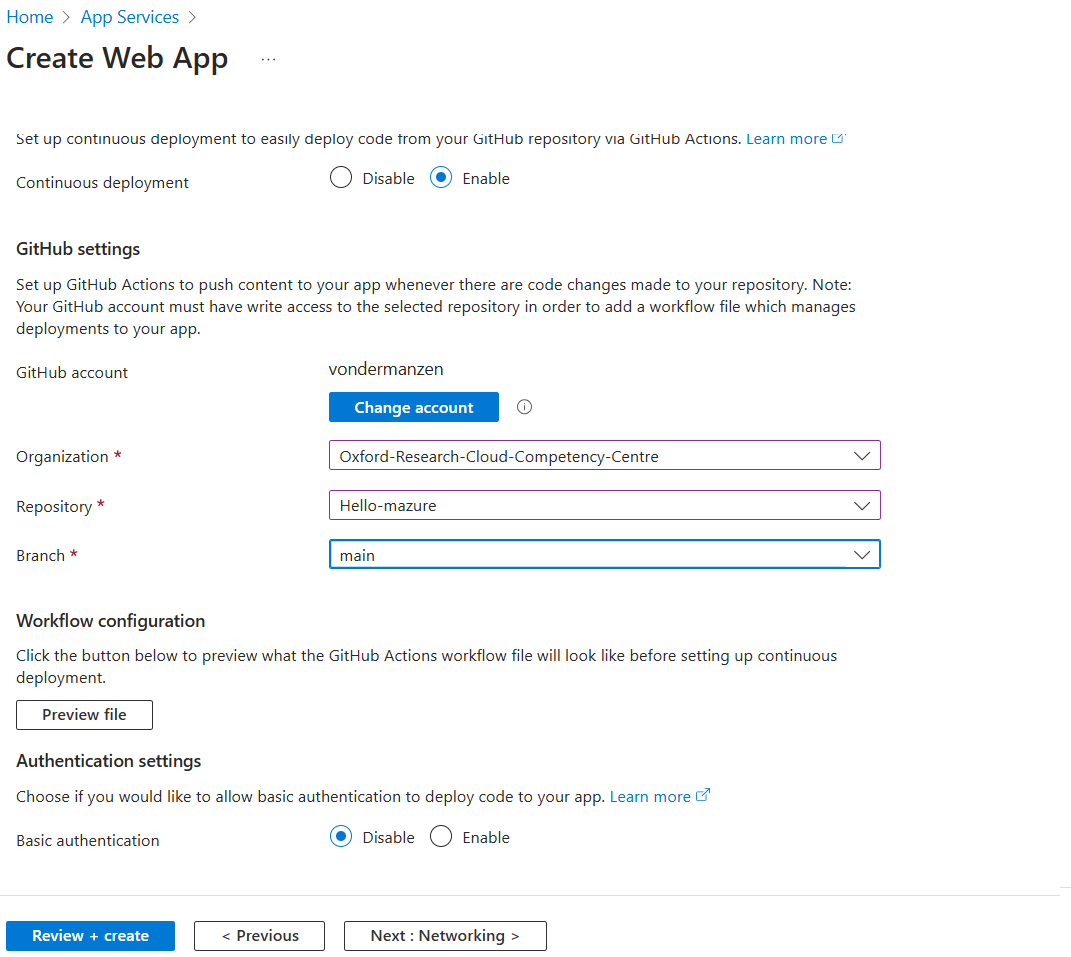 Home > App Services >
Create Web App ...
Set up continuous deployment to easily deploy code from your GitHub repository via GitHub Actions. Learn more
Continuous deployment Disable Enable
GitHub settings
Set up GitHub Actions to push content to your app whenever there are code changes made to your repository. Note:
Your GitHub account must have write access to the selected repository in order to add a workflow file which manages
deployments to your app.
GitHub account vondermanzen
Change account
Organization * Oxford-Research-Cloud-Competency-Centre
Repository * Hello-mazure
Branch * main
Workflow configuration
Click the button below to preview what the GitHub Actions workflow file will look like before setting up continuous
deployment.
Preview file
Authentication settings
Choose if you would like to allow basic authentication to deploy code to your app. Learn more
Basic authentication Disable Enable
Review + create < Previous Next : Networking >